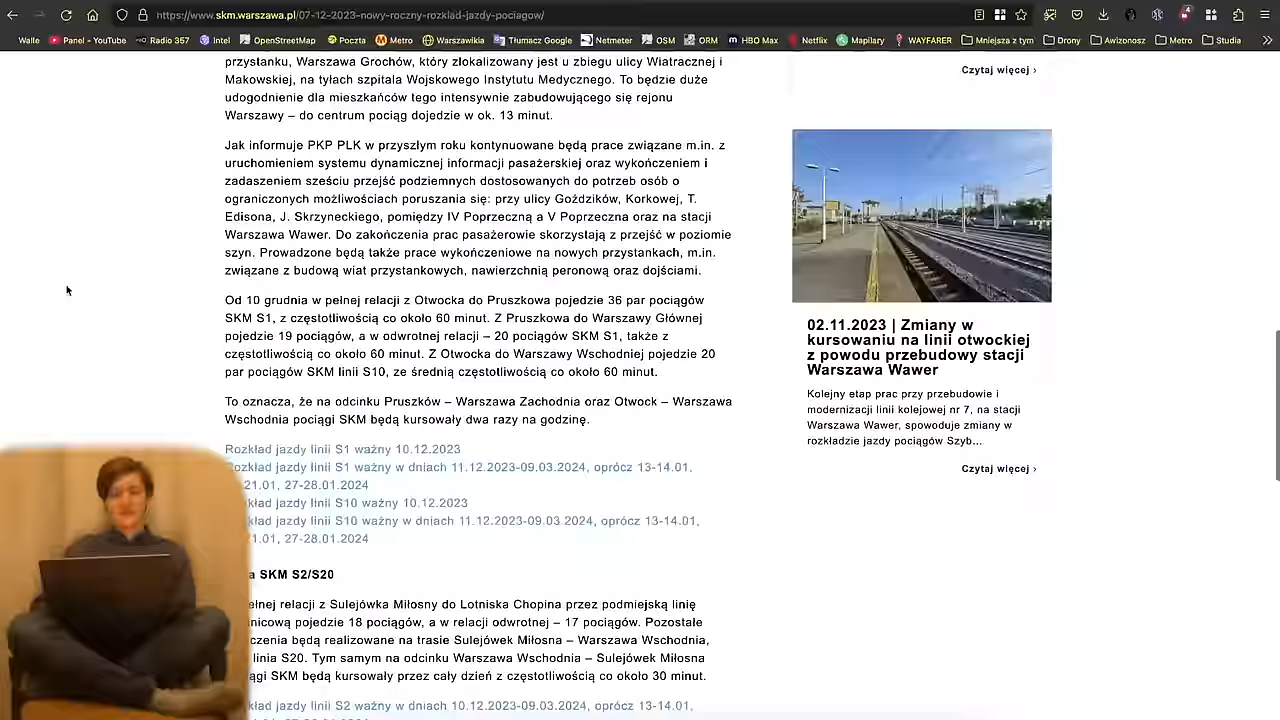 https://www.skm.warszawa.pl/07-12-2023-nowy-roczny-rozklad-jazdy-pociagow/
4
Walle
Panel - YouTube
Radio 357
Intel
OpenStreetMap
Poczta
Metro
Warszawikia
Tłumacz Google
Netmeter
OSM
ORM
HBO Max
Netflix
Mapilary
WAYFARER
Mniejsza z tym
Drony
Awizonosz
Metro
Studia
przystanku, Warszawa Grochów, który zlokalizowany jest u zbiegu ulicy Wiatracznej i
Makowskiej, na tyłach szpitala Wojskowego Instytutu Medycznego. To będzie duże
udogodnienie dla mieszkańców tego intensywnie zabudowującego się rejonu
Warszawy – do centrum pociąg dojedzie w ok. 13 minut.
Jak informuje PKP PLK w przyszłym roku kontynuowane będą prace związane m.in. z
uruchomieniem systemu dynamicznej informacji pasażerskiej oraz wykończeniem i
zadaszeniem sześciu przejść podziemnych dostosowanych do potrzeb osób o
ograniczonych możliwościach poruszania się: przy ulicy Goździków, Korkowej, T.
Edisona, J. Skrzyneckiego, pomiędzy IV Poprzeczną a V Poprzeczna oraz na stacji
Warszawa Wawer. Do zakończenia prac pasażerowie skorzystają z przejść w poziomie
szyn. Prowadzone będą także prace wykończeniowe na nowych przystankach, m.in.
związane z budową wiat przystankowych, nawierzchnią peronową oraz dojściami.
Od 10 grudnia w pełnej relacji z Otwocka do Pruszkowa pojedzie 36 par pociągów
SKM S1, z częstotliwością co około 60 minut. Z Pruszkowa do Warszawy Głównej
pojedzie 19 pociągów, a w odwrotnej relacji – 20 pociągów SKM S1, także z
częstotliwością co około 60 minut. Z Otwocka do Warszawy Wschodniej pojedzie 20
par pociągów SKM linii S10, ze średnią częstotliwością co około 60 minut.
To oznacza, że na odcinku Pruszków – Warszawa Zachodnia oraz Otwock – Warszawa
Wschodnia pociągi SKM będą kursowały dwa razy na godzinę.
Rozkład jazdy linii S1 ważny 10.12.2023
Rozkład jazdy linii S1 ważny w dniach 11.12.2023-09.03.2024, oprócz 13-14.01,
21.01, 27-28.01.2024
kład jazdy linii S10 ważny 10.12.2023
kład jazdy linii S10 ważny w dniach 11.12.2023-09.03.2024, oprócz 13-14.01,
1.01, 27-28.01.2024
a SKM S2/S20
ełnej relacji z Sulejówka Miłosny do Lotniska Chopina przez podmiejską linię
nicową pojedzie 18 pociągów, a w relacji odwrotnej – 17 pociągów. Pozostałe
czenia będą realizowane na trasie Sulejówek Miłosna – Warszawa Wschodnia,
linia S20. Tym samym na odcinku Warszawa Wschodnia – Sulejówek Miłosna
ągi SKM będą kursowały przez cały dzień z częstotliwością co około 30 minut.
kład jazdy linii S2 ważny w dniach 10.12.2023-09.03.2024, oprócz 13-14.01,
Czytaj więcej ›
02.11.2023 | Zmiany w
kursowaniu na linii otwockiej
z powodu przebudowy stacji
Warszawa Wawer
Kolejny etap prac przy przebudowie i
modernizacji linii kolejowej nr 7, na stacji
Warszawa Wawer, spowoduje zmiany w
rozkładzie jazdy pociągów Szyb...
Czytaj więcej ›